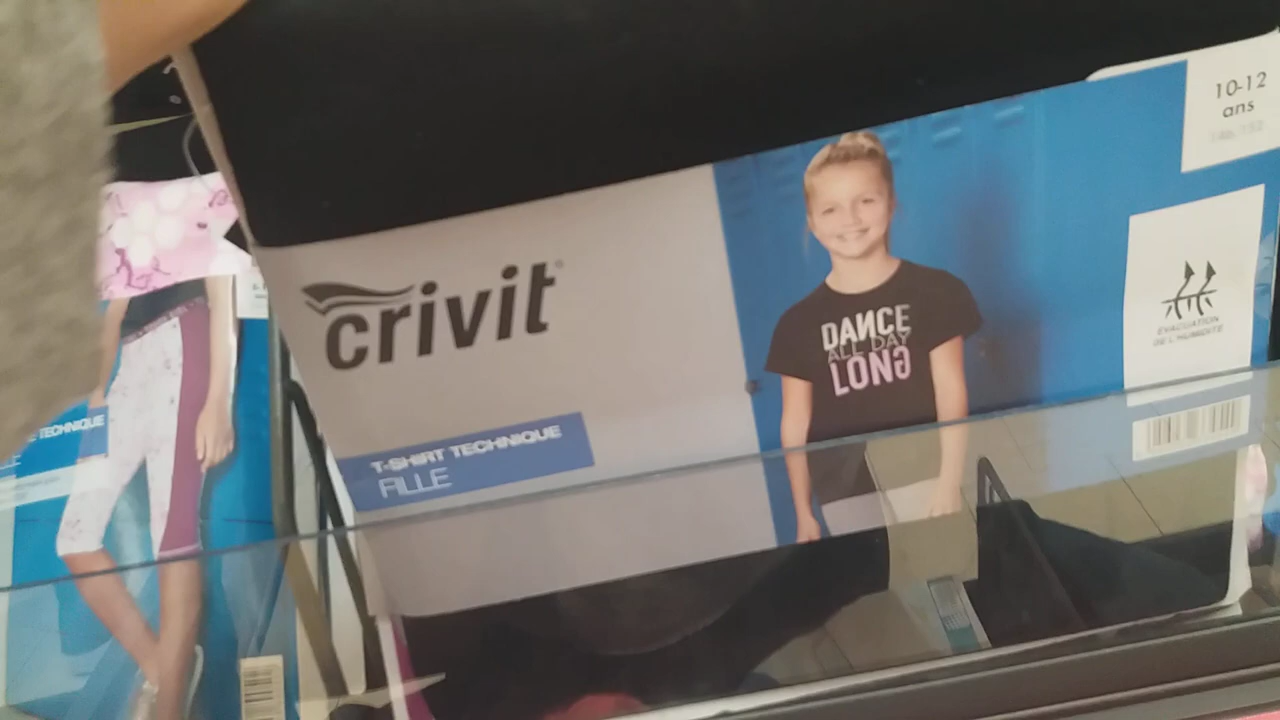 crivit
T-SHIRT TECHNIQUE
FILLE
DANCE
ALL DAY
LONG
10-12
ans
ÉVACUATION
DE L'HUMIDITÉ
TECHNIQUE